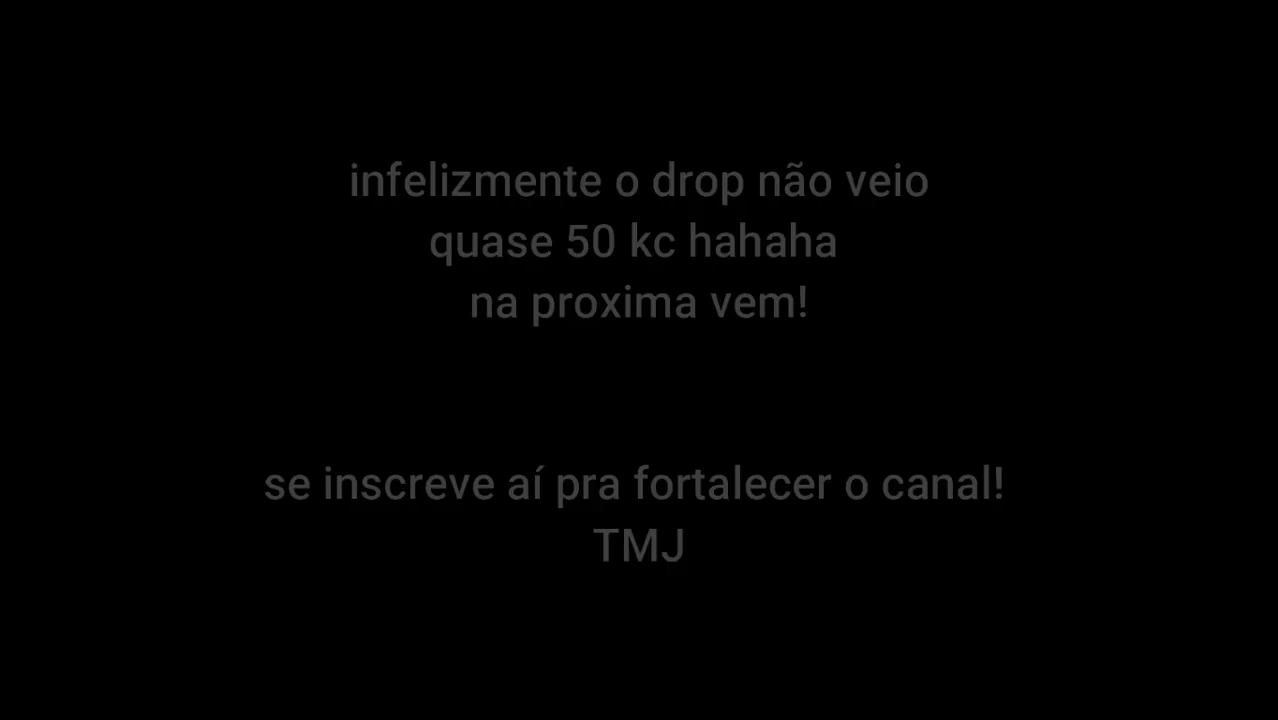 infelizmente o drop não veio
quase 50 kc hahaha
na proxima vem!
se inscreve aí pra fortalecer o canal!
TMJ